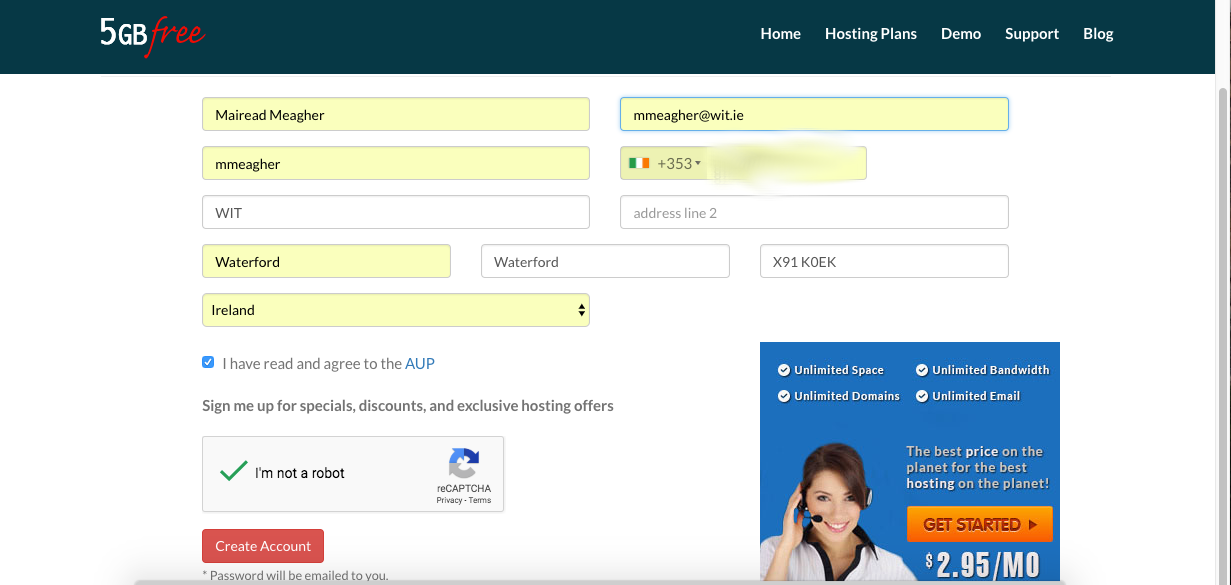 5GBfree
Home Hosting Plans Demo Support Blog
Mairead Meagher
mmeagher@wit.ie
mmeagher
+353
WIT
address line 2
Waterford
Waterford
X91 K0EK
Ireland
I have read and agree to the AUP
Sign me up for specials, discounts, and exclusive hosting offers
I'm not a robot
reCAPTCHA
Privacy - Terms
Create Account
* Password will be emailed to you.
Unlimited Space
Unlimited Bandwidth
Unlimited Domains
Unlimited Email
The best price on the
planet for the best
hosting on the planet!
GET STARTED
$2.95/MO